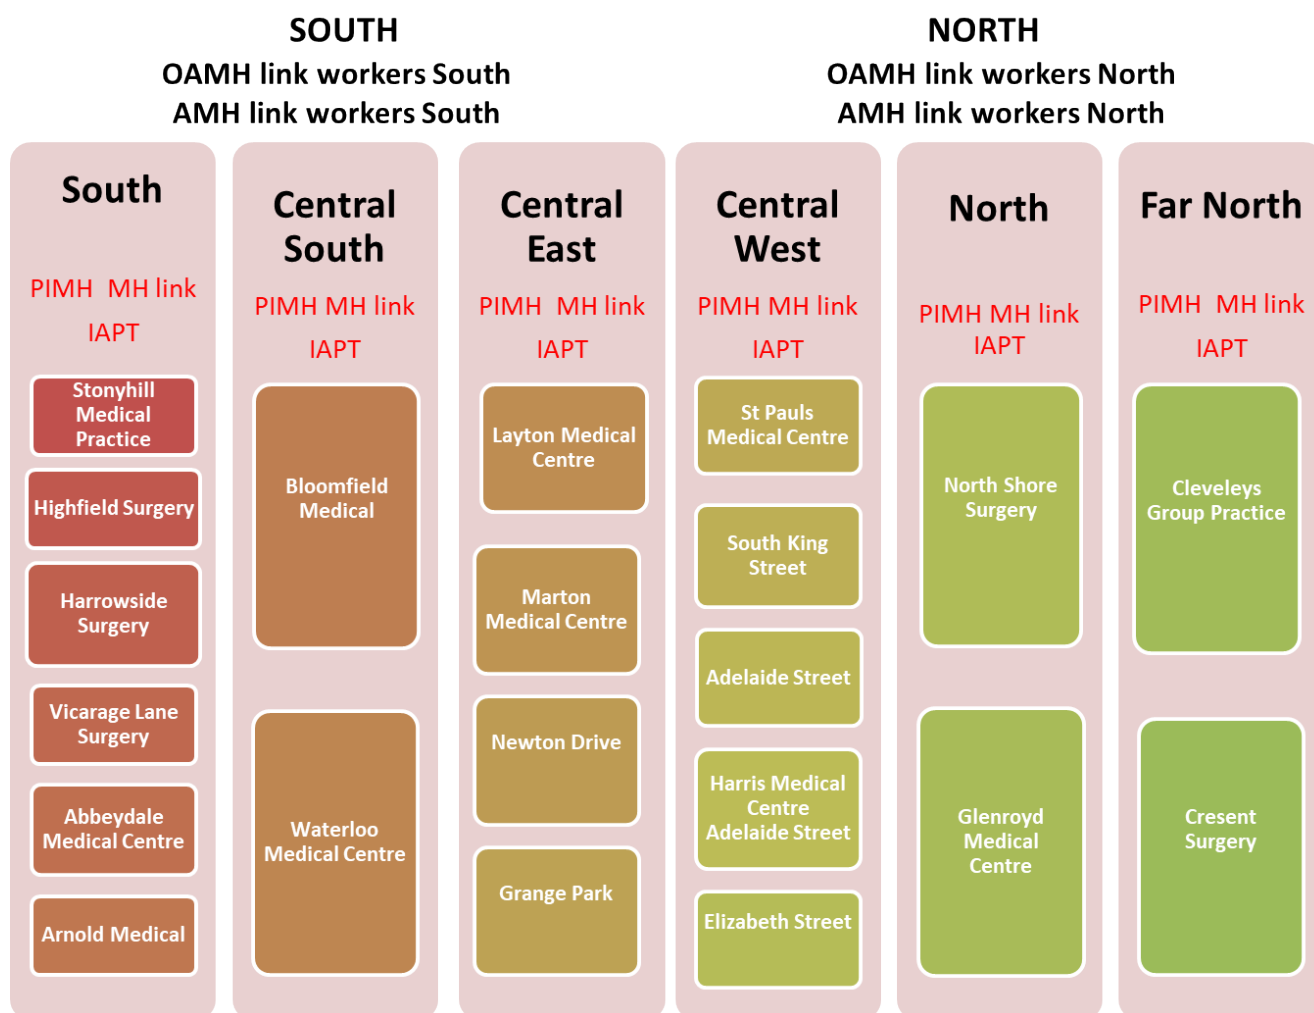 SOUTH
OAMH link workers South
AMH link workers South
NORTH
OAMH link workers North
AMH link workers North
South
PIMH  MH link
IAPT
Stonyhill
Medical
Practice
Highfield Surgery
Harrowside
Surgery
Vicarage Lane
Surgery
Abbeydale
Medical Centre
Arnold Medical
Central
South
PIMH MH link
IAPT
Bloomfield
Medical
Waterloo
Medical Centre
Central
East
PIMH  MH link
IAPT
Layton Medical
Centre
Marton
Medical Centre
Newton Drive
Grange Park
Central
West
PIMH MH link
IAPT
St Pauls
Medical Centre
South King
Street
Adelaide Street
Harris Medical
Centre
Adelaide Street
Elizabeth Street
North
PIMH MH link
IAPT
North Shore
Surgery
Glenroyd
Medical
Centre
Far North
PIMH  MH link
IAPT
Cleveleys
Group Practice
Cresent
Surgery